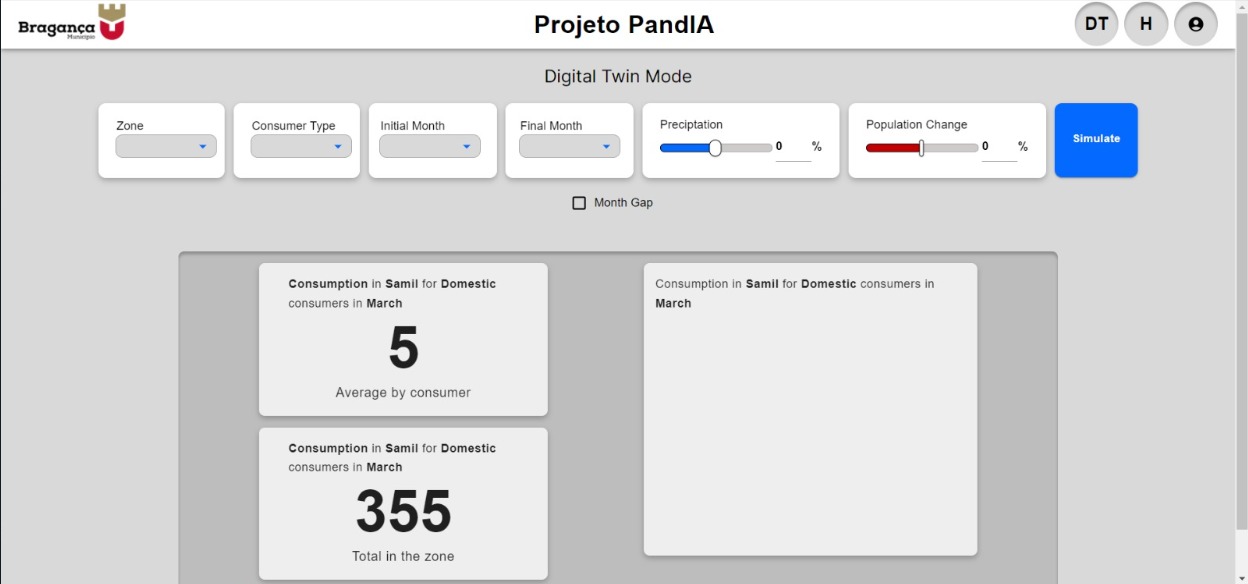 Bragança
Município
Projeto PandIA
DT
H
Digital Twin Mode
Zone
Consumer Type
Initial Month
Final Month
Preciptation
0
%
Population Change
0
%
Simulate
Month Gap
Consumption in Samil for Domestic
consumers in March
5
Average by consumer
Consumption in Samil for Domestic
consumers in March
355
Total in the zone
Consumption in Samil for Domestic consumers in
March